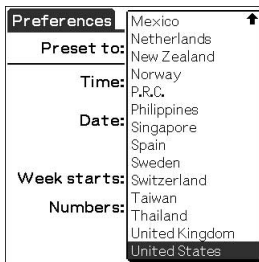 Preferences
Preset to:
Time:
Date:
Week starts:
Numbers:
Mexico
Netherlands
New Zealand
Norway
P.R.C.
Philippines
Singapore
Spain
Sweden
Switzerland
Taiwan
Thailand
United Kingdom
United States